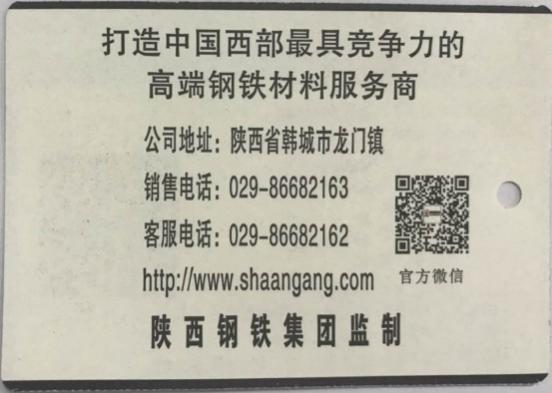 打造中国西部最具竞争力的
高端钢铁材料服务商
公司地址：陕西省韩城市龙门镇
销售电话：029-86682163
客服电话：029-86682162
http://www.shaangang.com
官方微信
陕西钢铁集团监制